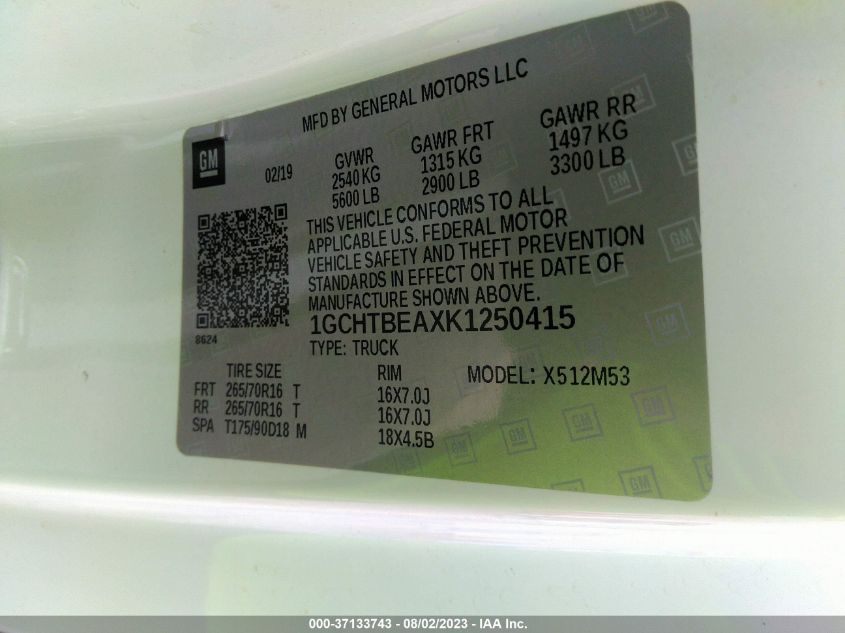 MFD BY GENERAL MOTORS LLC
GM
02/19
GVWR GAWR FRT GAWR RR
2540 KG 1315 KG 1497 KG
5600 LB 2900 LB 3300 LB
THIS VEHICLE CONFORMS TO ALL
APPLICABLE U.S. FEDERAL MOTOR
VEHICLE SAFETY AND THEFT PREVENTION
STANDARDS IN EFFECT ON THE DATE OF
MANUFACTURE SHOWN ABOVE.
8624
1GCHTBEAXK1250415
TYPE: TRUCK
TIRE SIZE RIM MODEL: X512M53
FRT 265/70R16 T 16X7.0J
RR 265/70R16 T 16X7.0J
SPA T175/90D18 M 18X4.5B
000-37133743 - 08/02/2023 - IAA Inc.